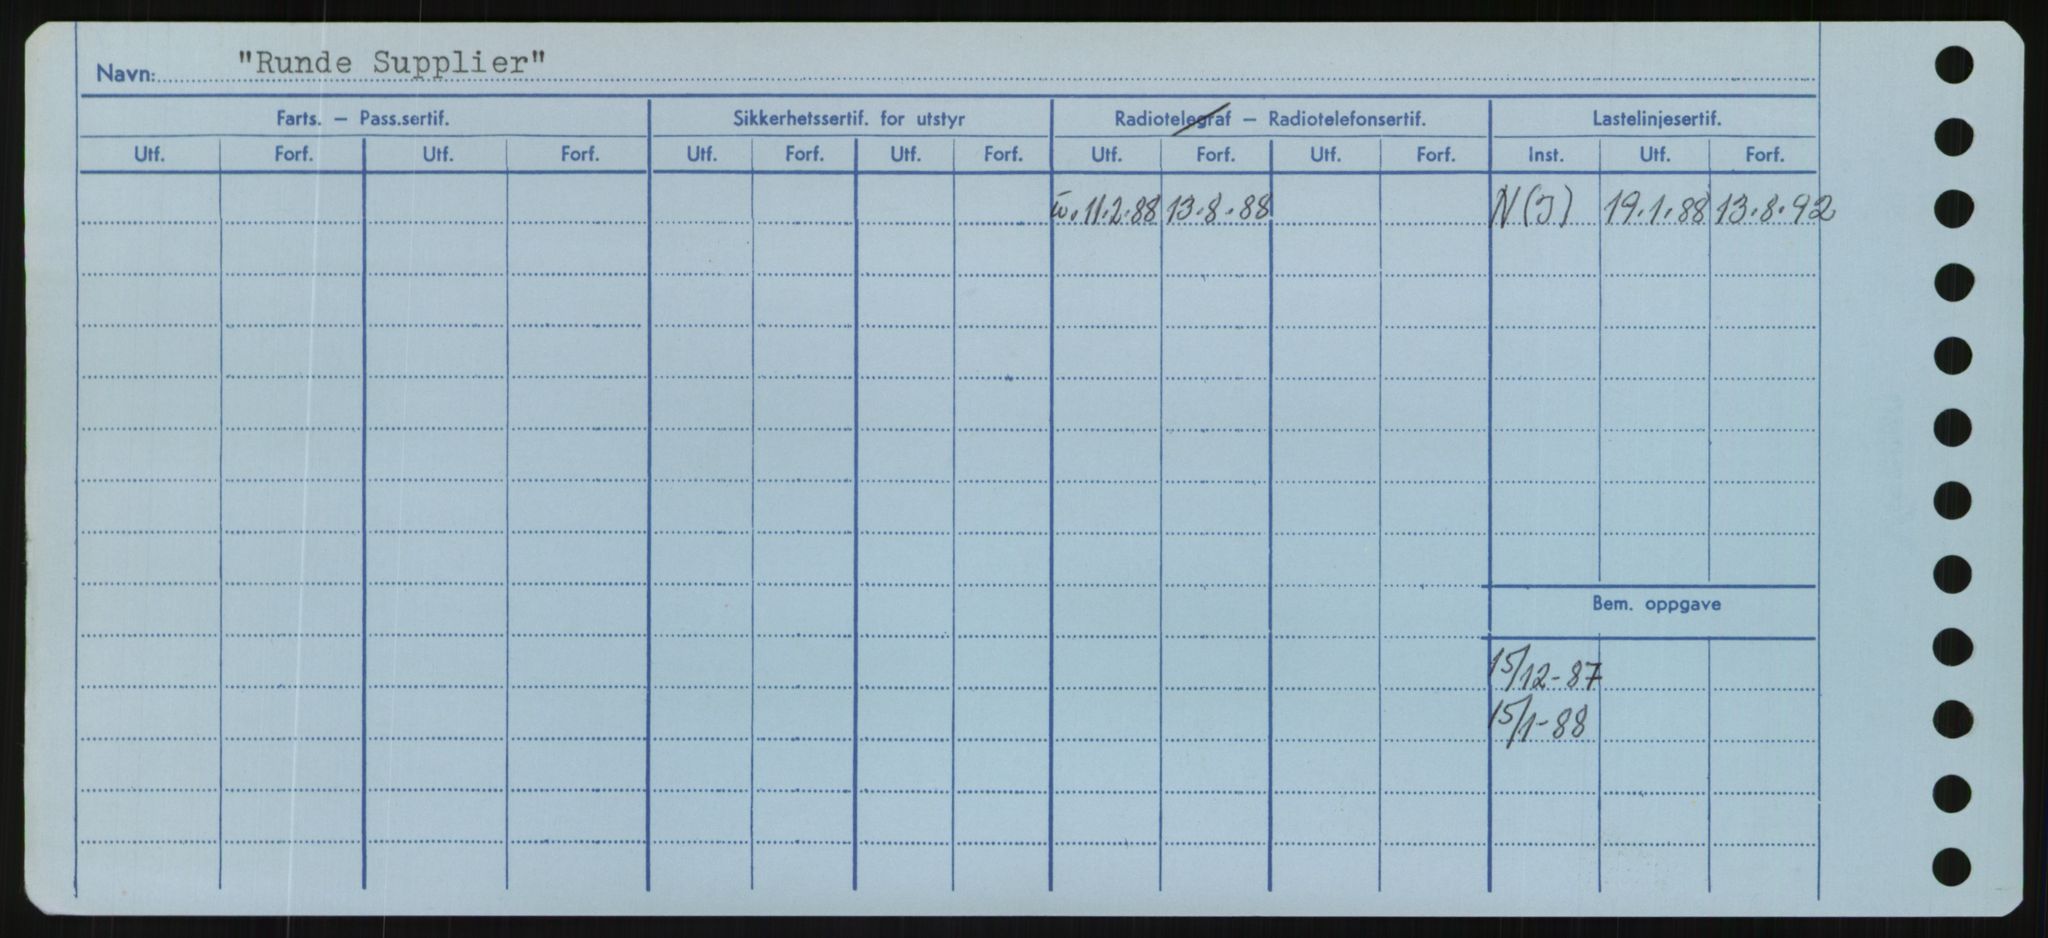 Navn: "Runde Supplier"
Farts. — Pass.sertif. Sikkerhetssertif. for utstyr Radiotelegraf — Radiotelefonsertif. Lastelinjesertif.
Utf. Forf. Utf. Forf. Utf. Forf. Utf. Forf. Utf. Forf. Utf. Forf. Inst. Utf. Forf.
11.2.88 13.8.88 N(J) 19.1.88 13.8.92
Bem. oppgave
15/12-87
15/1-88